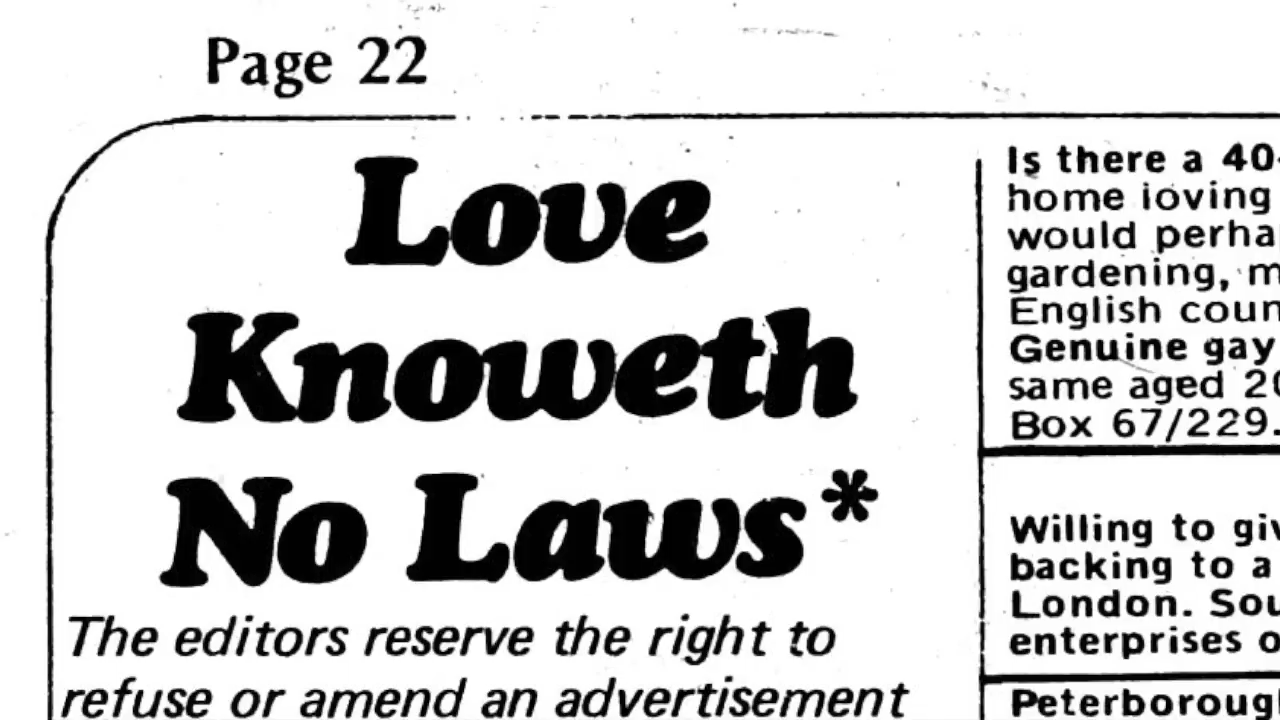 Page 22
Love
Knoweth
No Laws*
The editors reserve the right to
refuse or amend an advertisement
Is there a 40-
home ioving
would perha
gardening, m
English coun
Genuine gay
same aged 20
Box 67/229.
Willing to giv
backing to a
London. Sou
enterprises o
Peterboroug